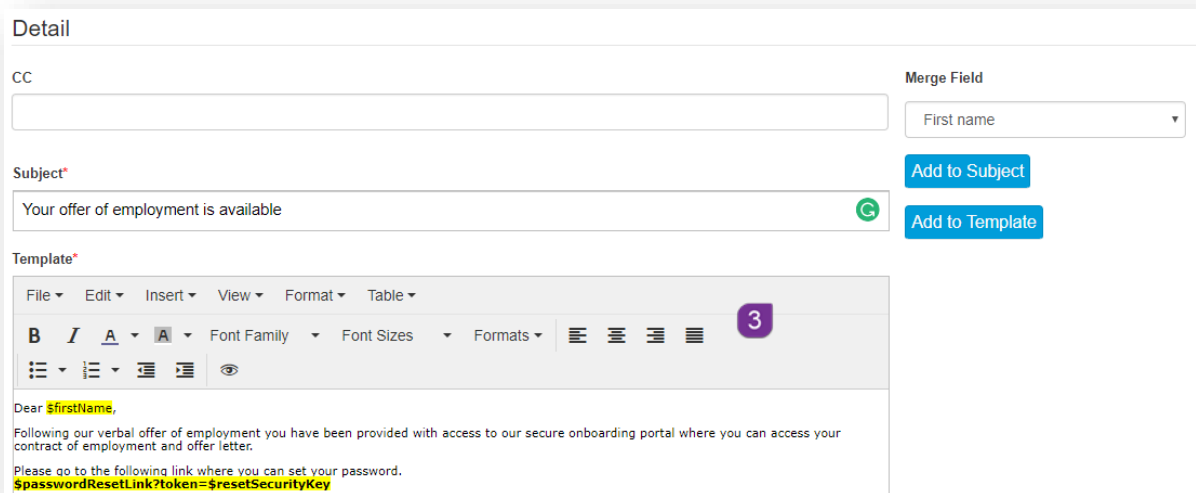 Detail
CC
Merge Field
First name
Subject*
Add to Subject
Your offer of employment is available
Add to Template
Template*
File Edit Insert View Format Table
3
B I A A Font Family Font Sizes Formats
Dear $firstName,
Following our verbal offer of employment you have been provided with access to our secure onboarding portal where you can access your
contract of employment and offer letter.
Please go to the following link where you can set your password.
$passwordResetLink?token=$resetSecurityKey